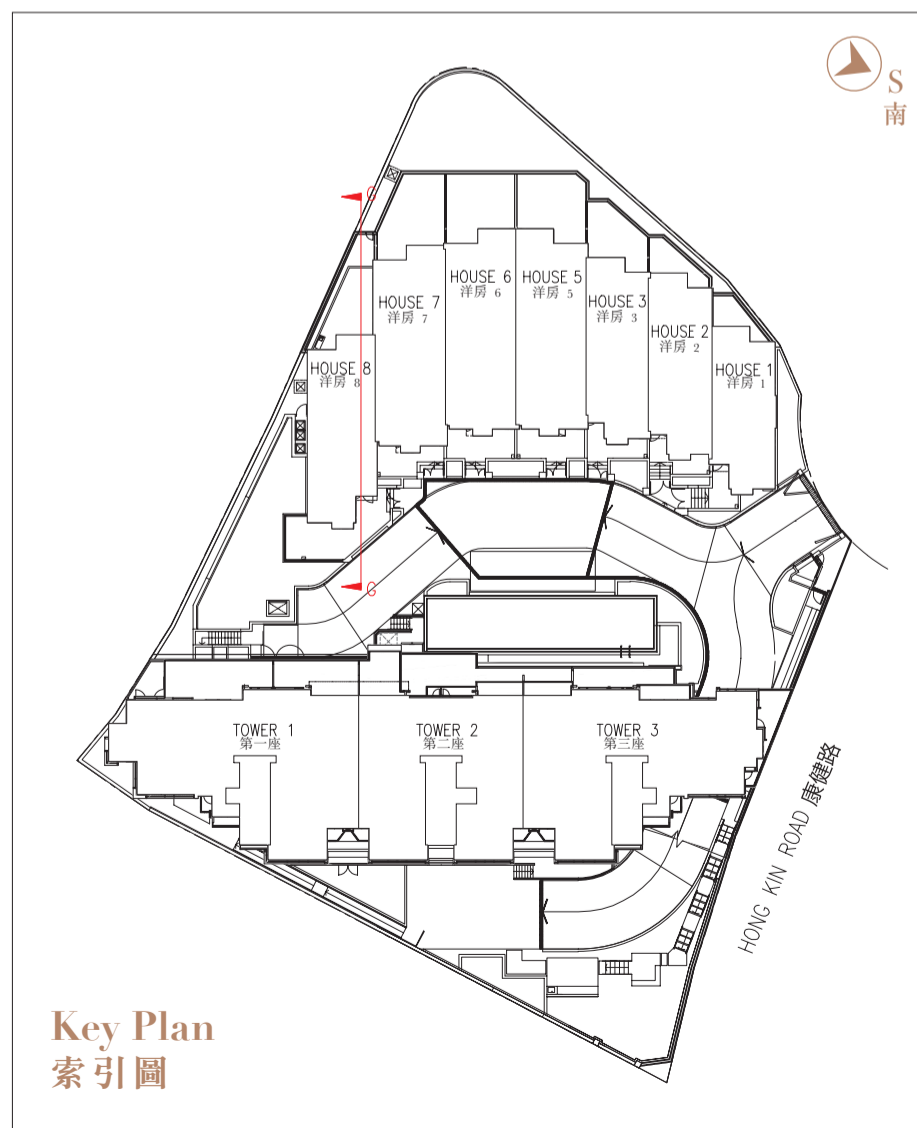 S
南
G
HOUSE 6
洋房 6
HOUSE 5
洋房 5
HOUSE 7
洋房 7
HOUSE 3
洋房 3
HOUSE 2
洋房 2
HOUSE 8
洋房 8
HOUSE 1
洋房 1
G
TOWER 1
第一座
TOWER 2
第二座
TOWER 3
第三座
HONG KIN ROAD 康健路
Key Plan
索引圖